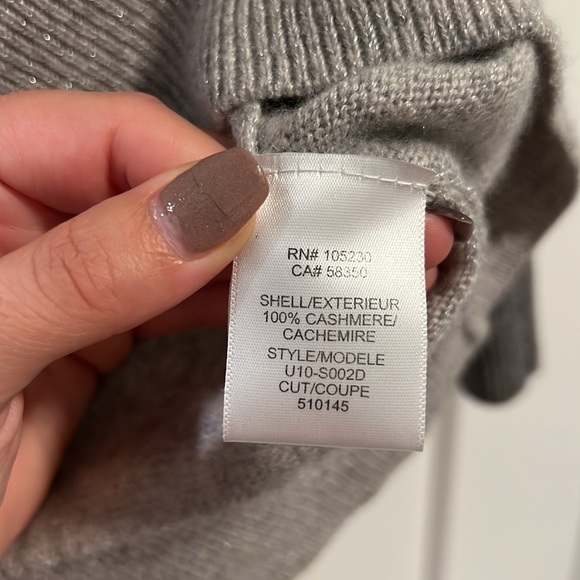 RN# 105230
CA# 58350
SHELL/EXTERIEUR
100% CASHMERE/
CACHEMIRE
STYLE/MODELE
U10-S002D
CUT/COUPE
510145